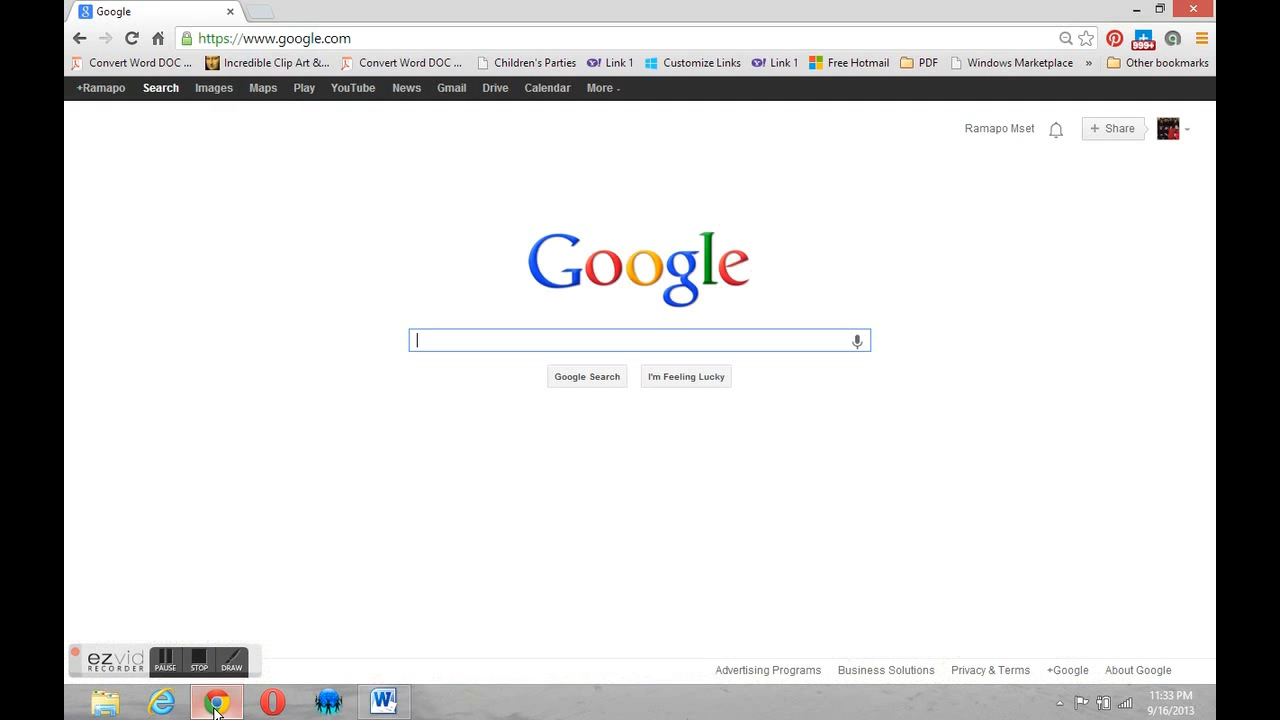 Google
https://www.google.com
999+
Convert Word DOC ... Incredible Clip Art &... Convert Word DOC ... Children's Parties Link 1 Customize Links Link 1 Free Hotmail PDF Windows Marketplace » Other bookmarks
+Ramapo Search Images Maps Play YouTube News Gmail Drive Calendar More
Ramapo Mset + Share
Google
Google Search I'm Feeling Lucky
ezvid
RECORDER PAUSE STOP DRAW
Advertising Programs Business Solutions Privacy & Terms +Google About Google
11:33 PM
9/16/2013